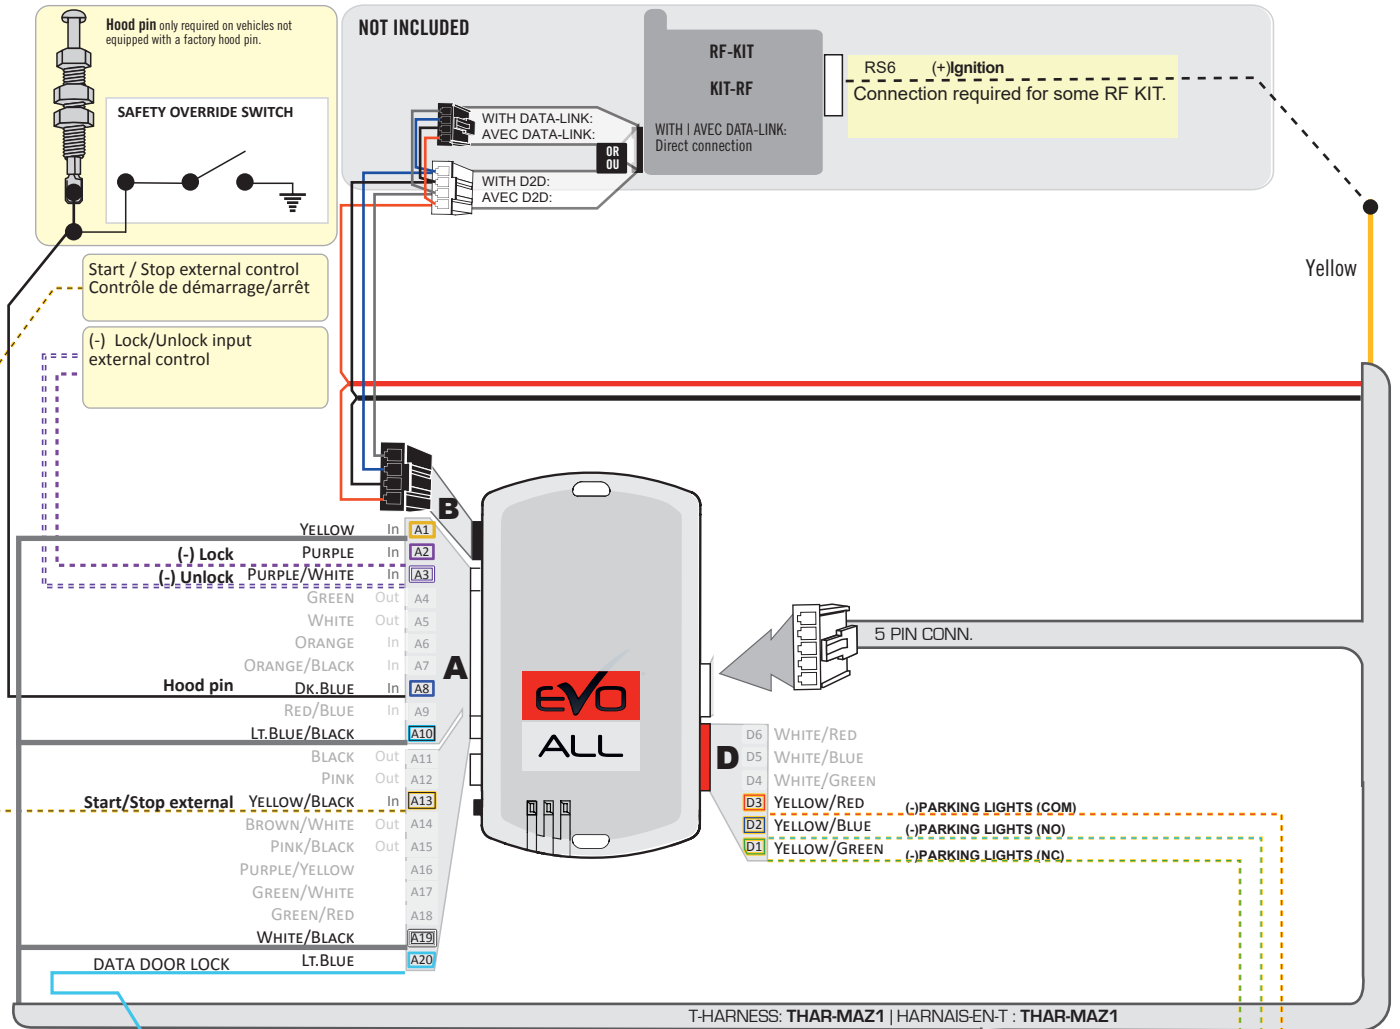 Hood pin only required on vehicles not
equipped with a factory hood pin.
SAFETY OVERRIDE SWITCH
NOT INCLUDED
RF-KIT
KIT-RF
WITH | AVEC DATA-LINK:
Direct connection
WITH DATA-LINK:
AVEC DATA-LINK:
OR
OU
WITH D2D:
AVEC D2D:
RS6 (+)Ignition
Connection required for some RF KIT.
Yellow
Start / Stop external control
Contrôle de démarrage/arrêt
(-) Lock/Unlock input
external control
B
YELLOW In A1
(-) Lock PURPLE In A2
(-) Unlock PURPLE/WHITE In A3
GREEN Out A4
WHITE Out A5
ORANGE In A6
ORANGE/BLACK In A7
A
Hood pin DK.BLUE In A8
RED/BLUE In A9
LT.BLUE/BLACK A10
BLACK Out A11
PINK Out A12
Start/Stop external YELLOW/BLACK In A13
BROWN/WHITE Out A14
PINK/BLACK Out A15
PURPLE/YELLOW A16
GREEN/WHITE A17
GREEN/RED A18
WHITE/BLACK A19
DATA DOOR LOCK LT.BLUE A20
EVO
ALL
5 PIN CONN.
D
D6 WHITE/RED
D5 WHITE/BLUE
D4 WHITE/GREEN
D3 YELLOW/RED (-)PARKING LIGHTS (COM)
D2 YELLOW/BLUE (-)PARKING LIGHTS (NO)
D1 YELLOW/GREEN (-)PARKING LIGHTS (NC)
T-HARNESS: THAR-MAZ1 | HARNAIS-EN-T : THAR-MAZ1